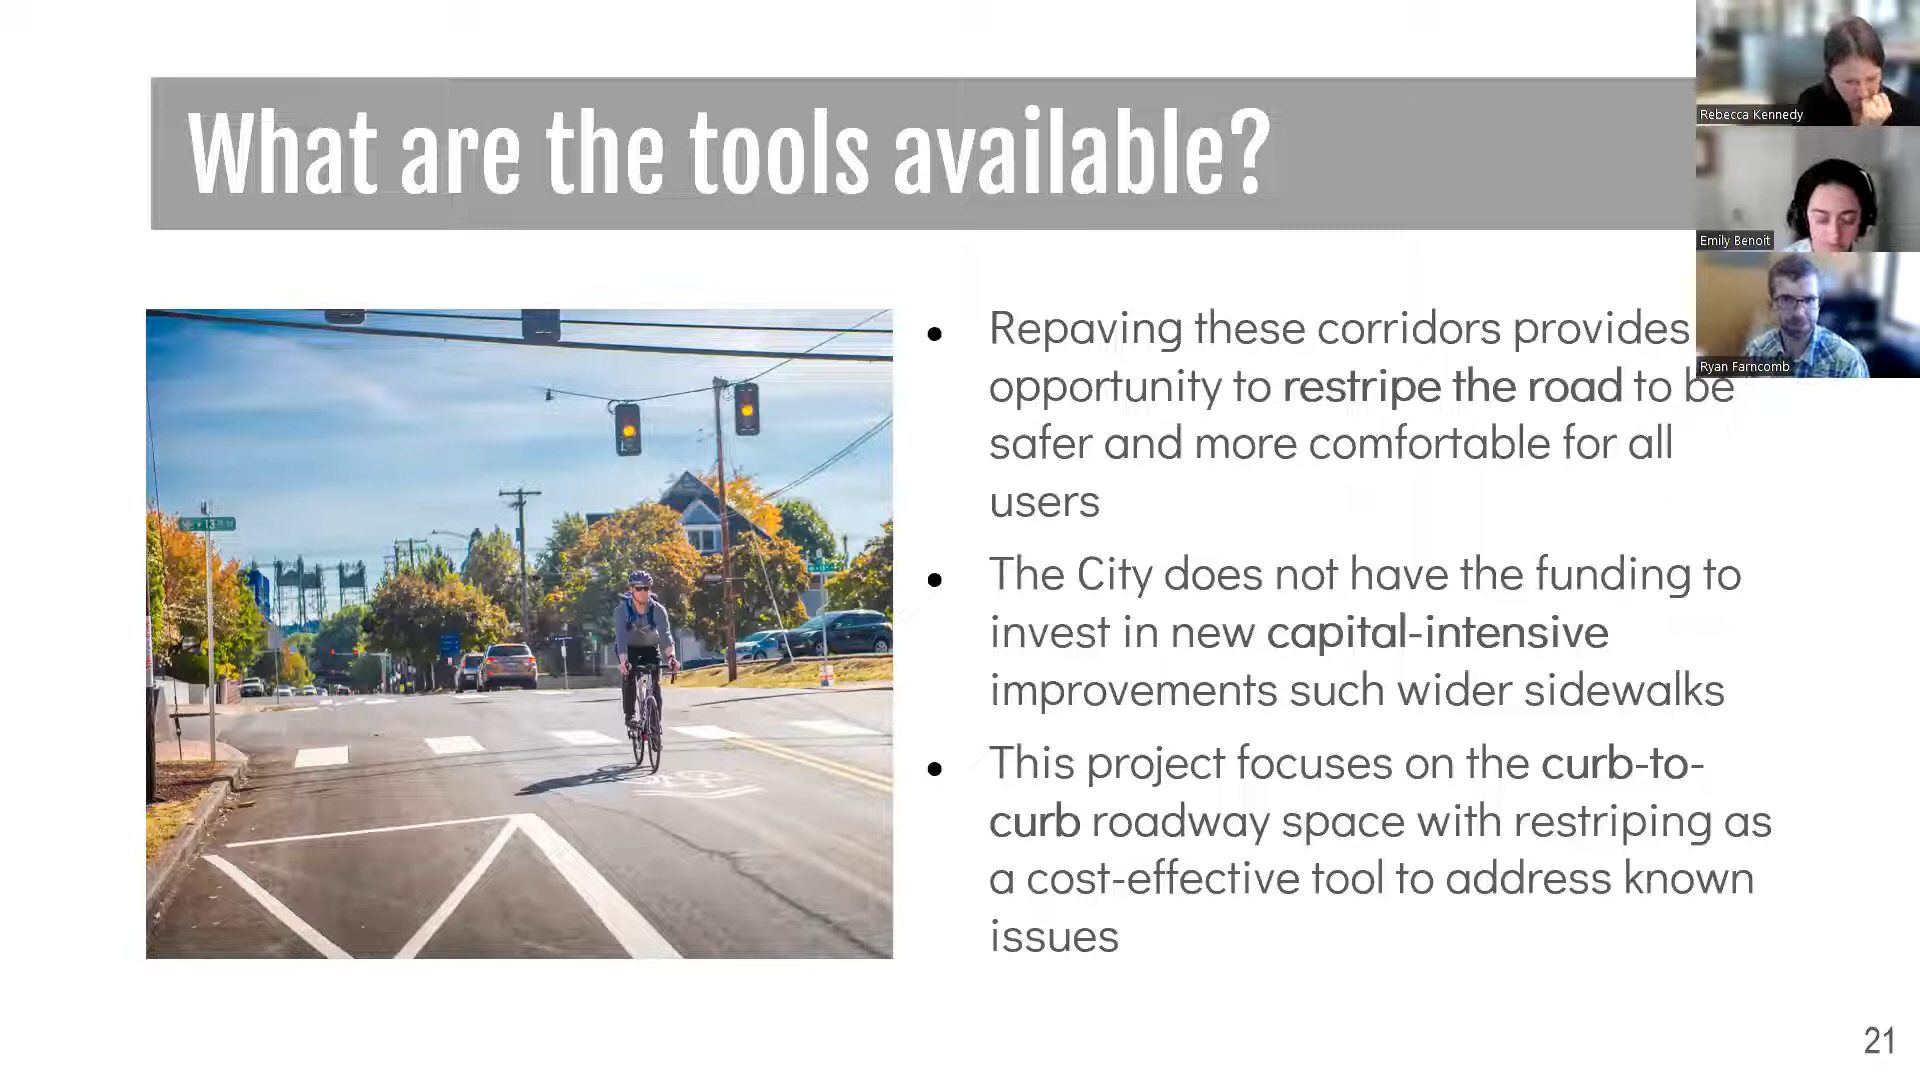 What are the tools available?
Rebecca Kennedy
Emily Benoit
Ryan Farncomb
Repaving these corridors provides
opportunity to restripe the road to be
safer and more comfortable for all
users
The City does not have the funding to
invest in new capital-intensive
improvements such wider sidewalks
This project focuses on the curb-to-
curb roadway space with restriping as
a cost-effective tool to address known
issues
13
21